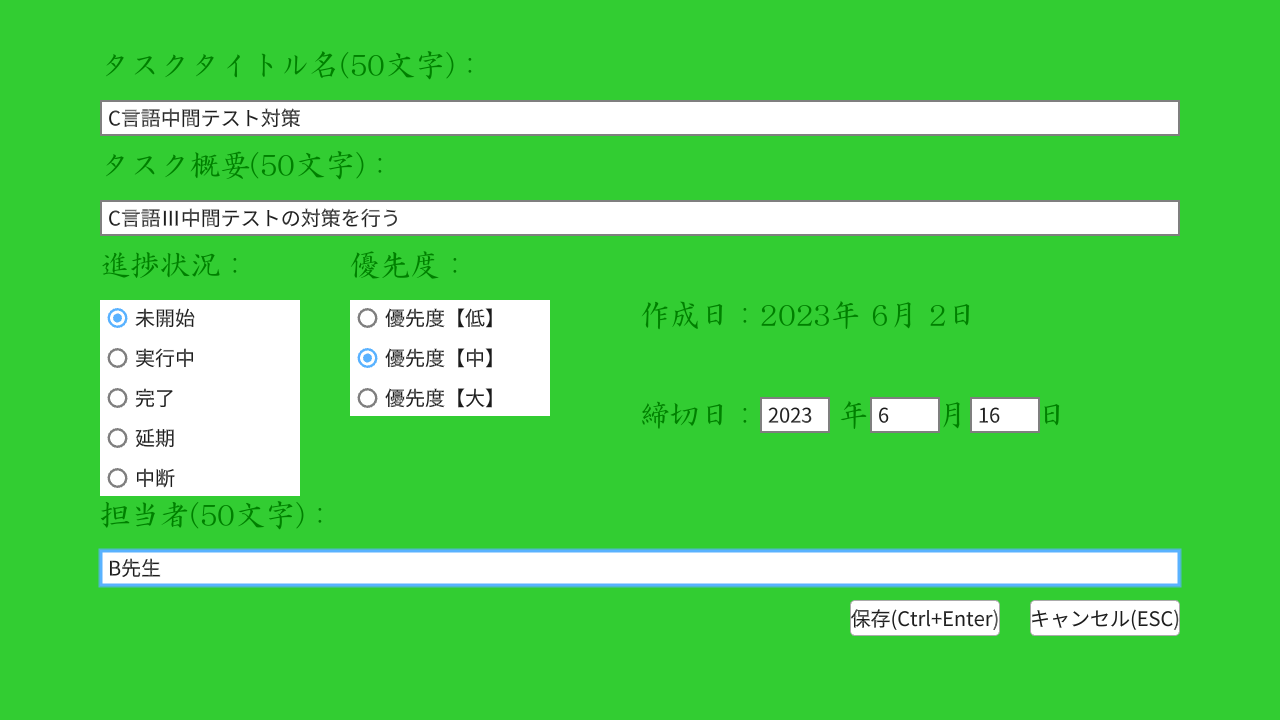 タスクタイトル名(50文字)：
C言語中間テスト対策
タスク概要(50文字)：
C言語III中間テストの対策を行う
進捗状況： 優先度：
未開始 優先度【低】 作成日：2023年 6月 2日
実行中 優先度【中】
完了 優先度【大】 締切日：2023 年 6 月 16 日
延期
中断
担当者(50文字)：
B先生
保存(Ctrl+Enter) キャンセル(ESC)